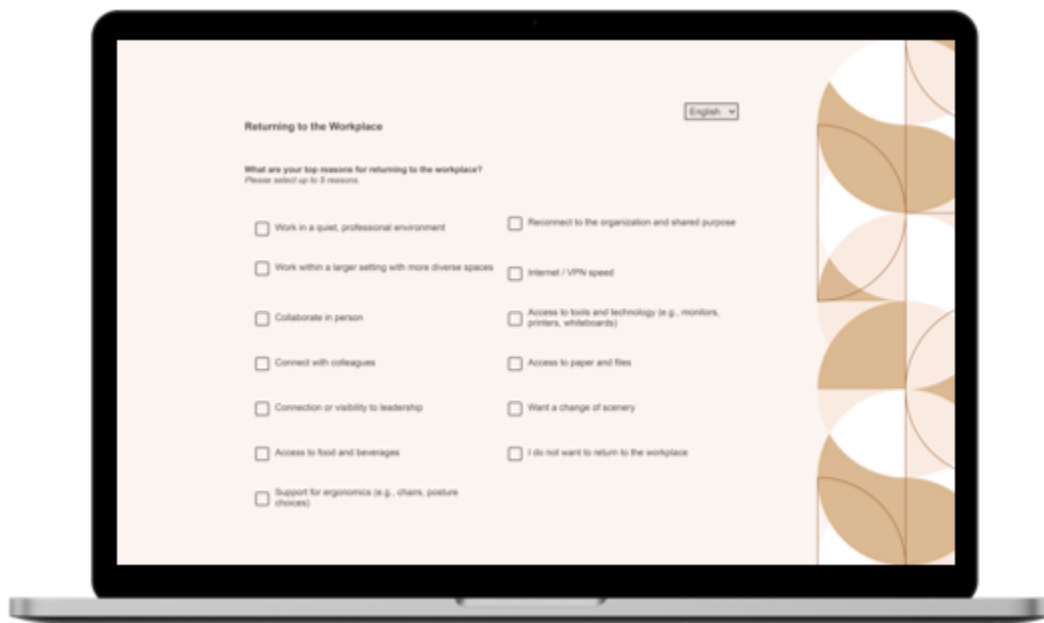 English
Returning to the Workplace
What are your top reasons for returning to the workplace?
Please select up to 5 reasons.
Work in a quiet, professional environment
Work within a larger setting with more diverse spaces
Collaborate in person
Connect with colleagues
Connection or visibility to leadership
Access to food and beverages
Support for ergonomics (e.g., chairs, posture
choices)
Reconnect to the organization and shared purpose
Internet / VPN speed
Access to tools and technology (e.g., monitors,
printers, whiteboards)
Access to paper and files
Want a change of scenery
I do not want to return to the workplace